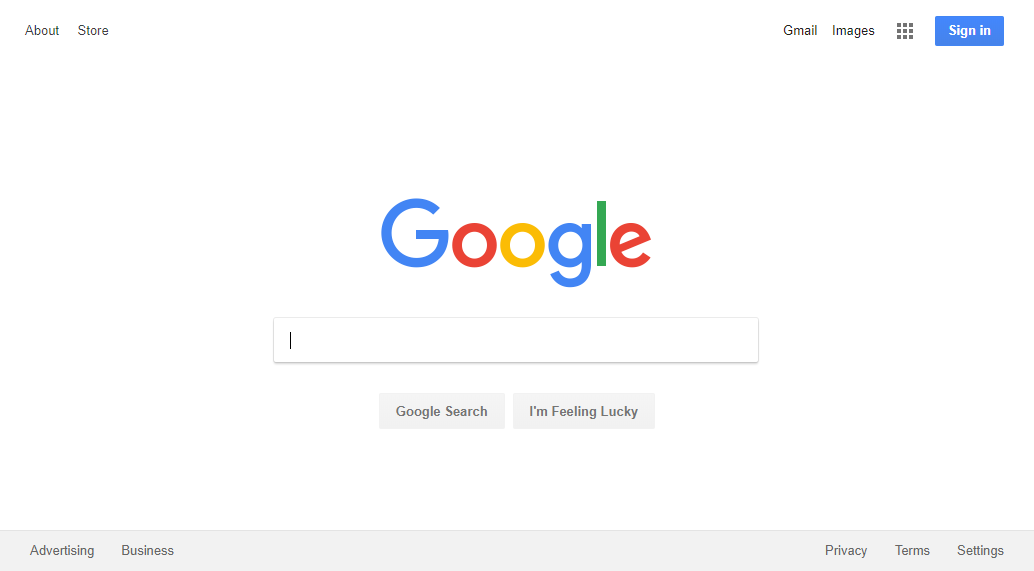 About Store Gmail Images Sign in
Google
Google Search I'm Feeling Lucky
Advertising Business Privacy Terms Settings